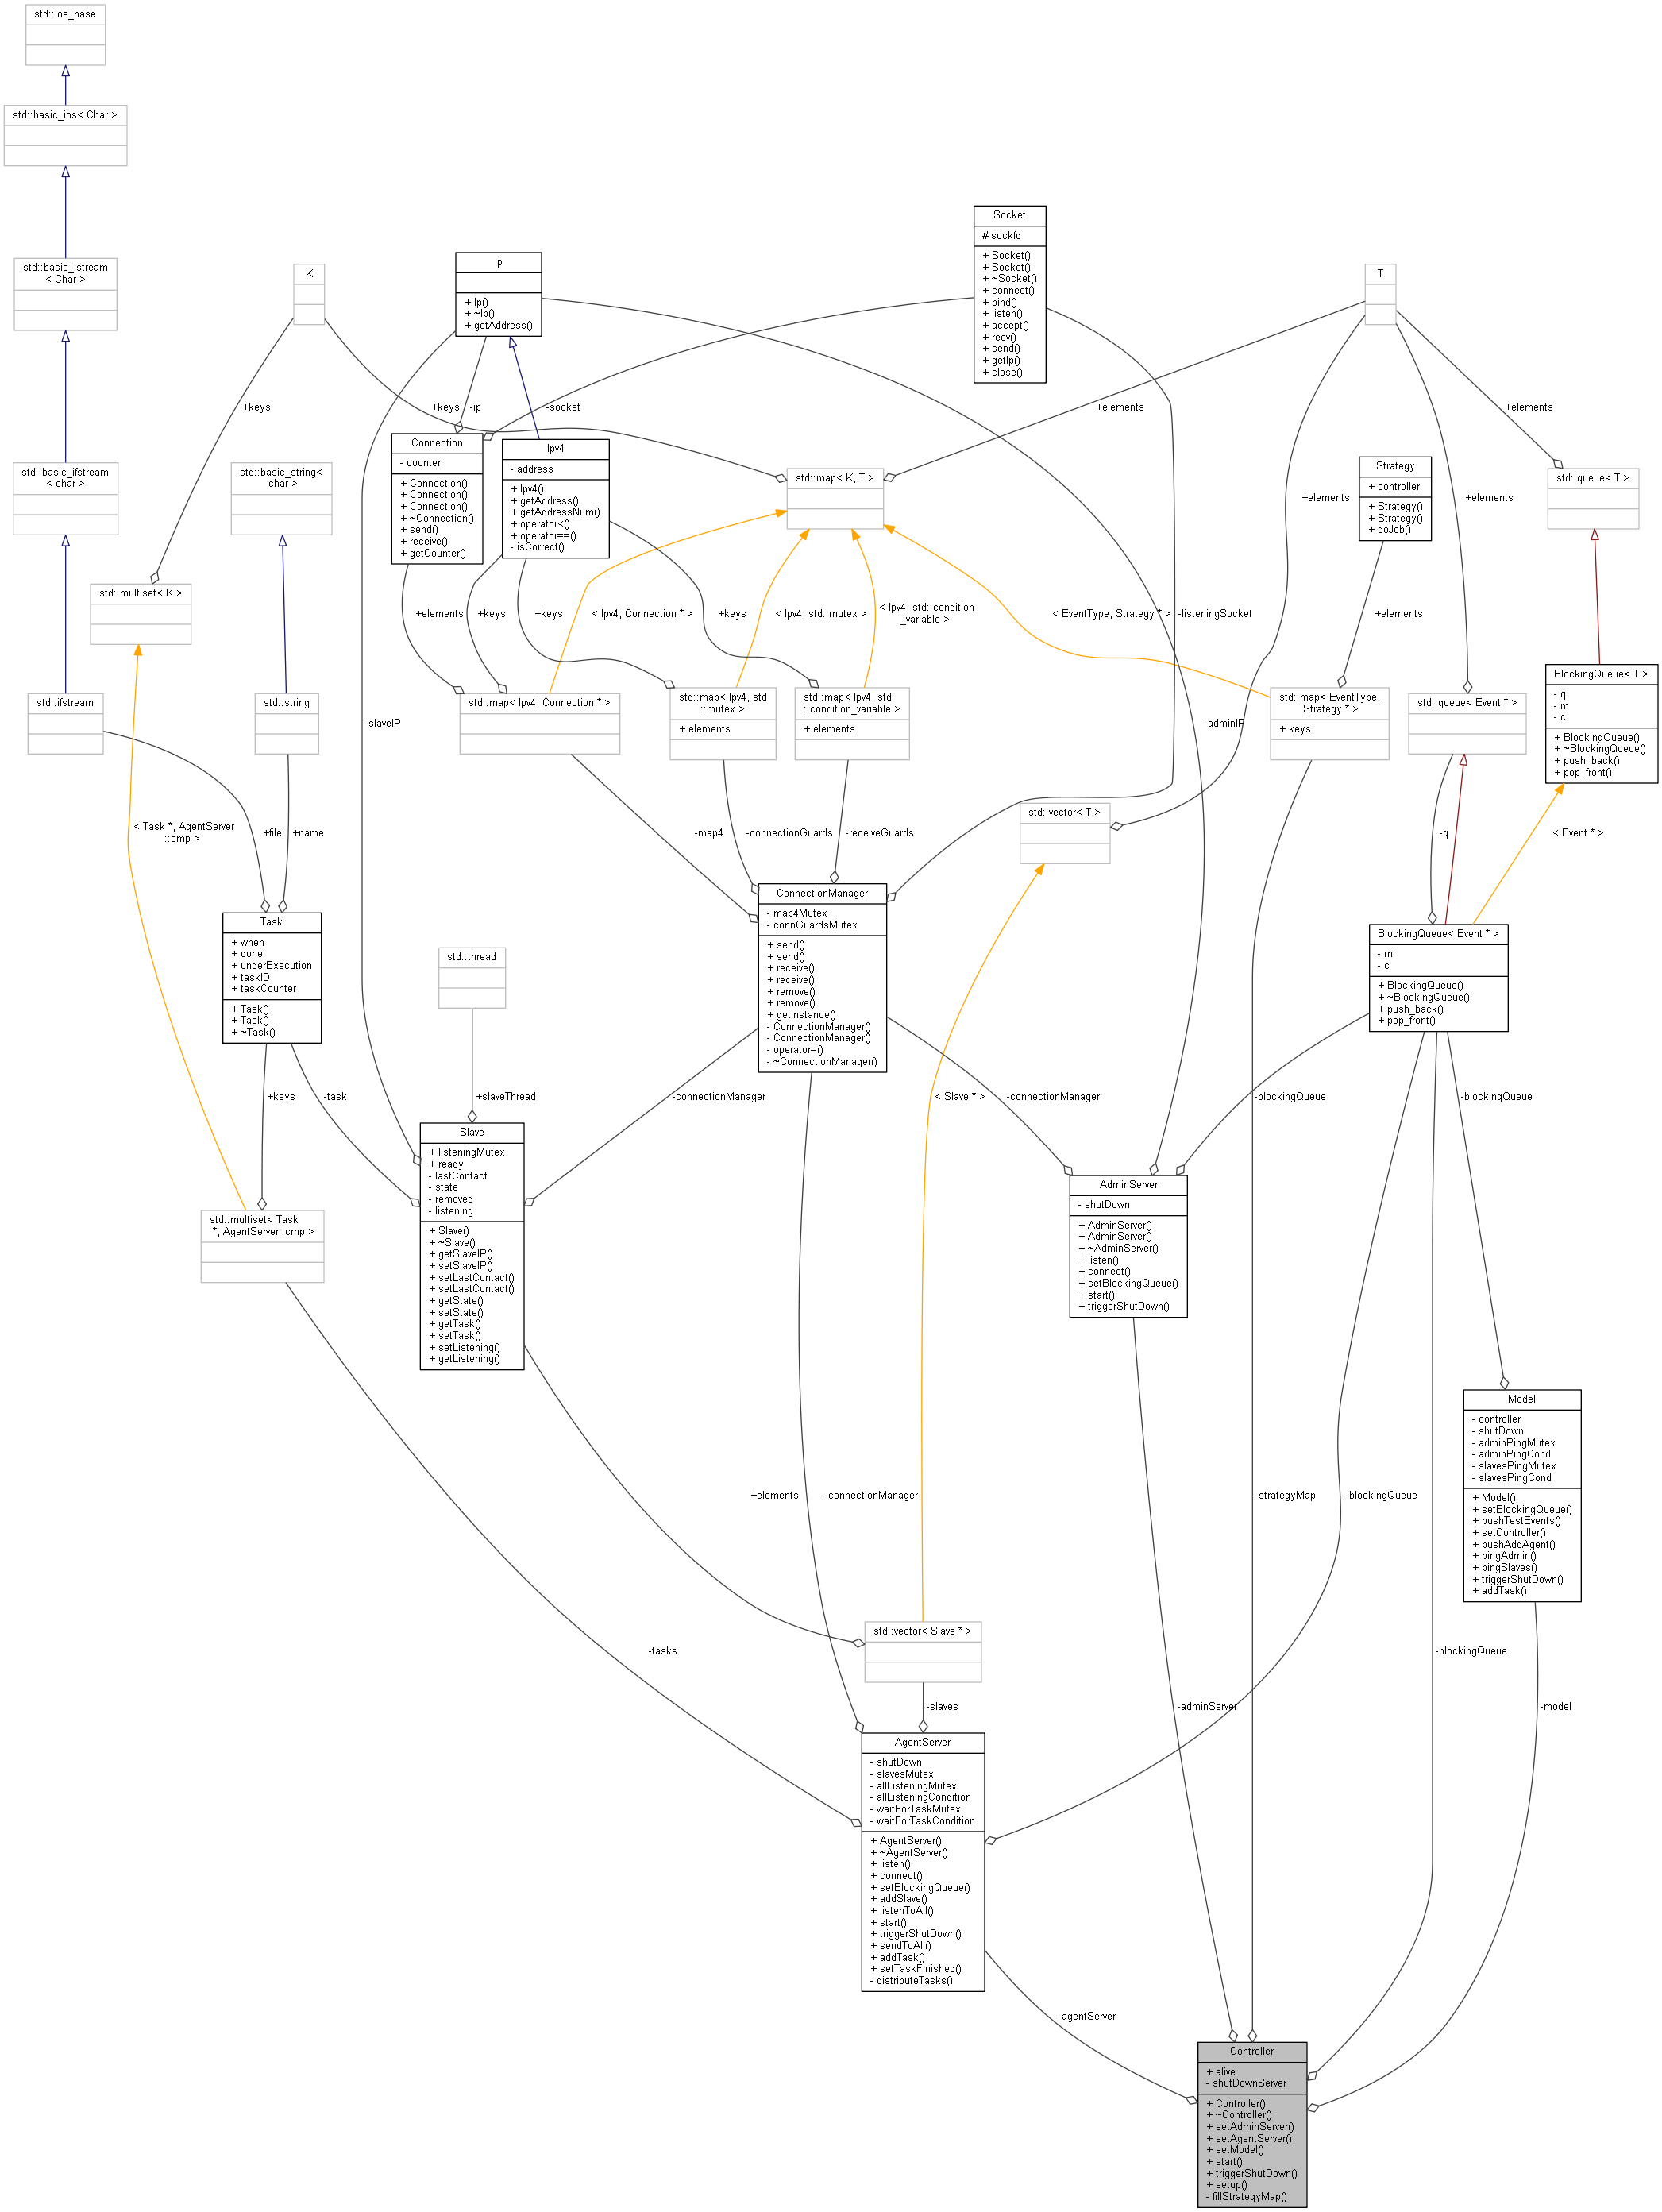 std::ios_base
std::basic_ios< Char >
std::basic_istream
< Char >
std::basic_ifstream
< char >
std::ifstream
K
std::multiset< K >
std::basic_string<
char >
std::string
+keys
+keys
-ip
-socket
+elements
Ip
+ Ip()
+ ~Ip()
+ getAddress()
Socket
# sockfd
+ Socket()
+ Socket()
+ ~Socket()
+ connect()
+ bind()
+ listen()
+ accept()
+ recv()
+ send()
+ getIp()
+ close()
T
Connection
- counter
+ Connection()
+ Connection()
+ Connection()
+ ~Connection()
+ send()
+ receive()
+ getCounter()
Ipv4
- address
+ Ipv4()
+ getAddress()
+ getAddressNum()
+ operator<()
+ operator==()
- isCorrect()
std::map< K, T >
Strategy
+ controller
+ Strategy()
+ Strategy()
+ doJob()
std::queue< T >
+elements
+elements
+elements
+elements
+keys
+keys
+keys
< Ipv4, Connection * >
< Ipv4, std::mutex >
< Ipv4, std::condition
_variable >
< EventType, Strategy * >
-listeningSocket
+elements
+elements
std::map< Ipv4, Connection * >
std::map< Ipv4, std
::mutex >
+ elements
std::map< Ipv4, std
::condition_variable >
+ elements
std::map< EventType,
Strategy * >
+ keys
std::queue< Event * >
BlockingQueue< T >
- q
- m
- c
+ BlockingQueue()
+ ~BlockingQueue()
+ push_back()
+ pop_front()
-slaveIP
-adminIP
< Task *, AgentServer
::cmp >
+file
+name
-map4
-connectionGuards
-receiveGuards
std::vector< T >
-q
< Event * >
Task
+ when
+ done
+ underExecution
+ taskID
+ taskCounter
+ Task()
+ Task()
+ ~Task()
std::thread
ConnectionManager
- map4Mutex
- connGuardsMutex
+ send()
+ send()
+ receive()
+ receive()
+ remove()
+ remove()
+ getInstance()
- ConnectionManager()
- ConnectionManager()
- operator=()
- ~ConnectionManager()
BlockingQueue< Event * >
- m
- c
+ BlockingQueue()
+ ~BlockingQueue()
+ push_back()
+ pop_front()
+keys
-task
+slaveThread
-connectionManager
< Slave * >
-connectionManager
-blockingQueue
-blockingQueue
std::multiset< Task
*, AgentServer::cmp >
Slave
+ listeningMutex
+ ready
- lastContact
- state
- removed
- listening
+ Slave()
+ ~Slave()
+ getSlaveIP()
+ setSlaveIP()
+ setLastContact()
+ setLastContact()
+ getState()
+ setState()
+ getTask()
+ setTask()
+ setListening()
+ getListening()
AdminServer
- shutDown
+ AdminServer()
+ AdminServer()
+ ~AdminServer()
+ listen()
+ connect()
+ setBlockingQueue()
+ start()
+ triggerShutDown()
Model
- controller
- shutDown
- adminPingMutex
- adminPingCond
- slavesPingMutex
- slavesPingCond
+ Model()
+ setBlockingQueue()
+ pushTestEvents()
+ setController()
+ pushAddAgent()
+ pingAdmin()
+ pingSlaves()
+ triggerShutDown()
+ addTask()
+elements
-connectionManager
-strategyMap
-blockingQueue
-tasks
std::vector< Slave * >
-blockingQueue
-slaves
-adminServer
-model
AgentServer
- shutDown
- slavesMutex
- allListeningMutex
- allListeningCondition
- waitForTaskMutex
- waitForTaskCondition
+ AgentServer()
+ ~AgentServer()
+ listen()
+ connect()
+ setBlockingQueue()
+ addSlave()
+ listenToAll()
+ start()
+ triggerShutDown()
+ sendToAll()
+ addTask()
+ setTaskFinished()
- distributeTasks()
-agentServer
Controller
+ alive
- shutDownServer
+ Controller()
+ ~Controller()
+ setAdminServer()
+ setAgentServer()
+ setModel()
+ start()
+ triggerShutDown()
+ setup()
- fillStrategyMap()